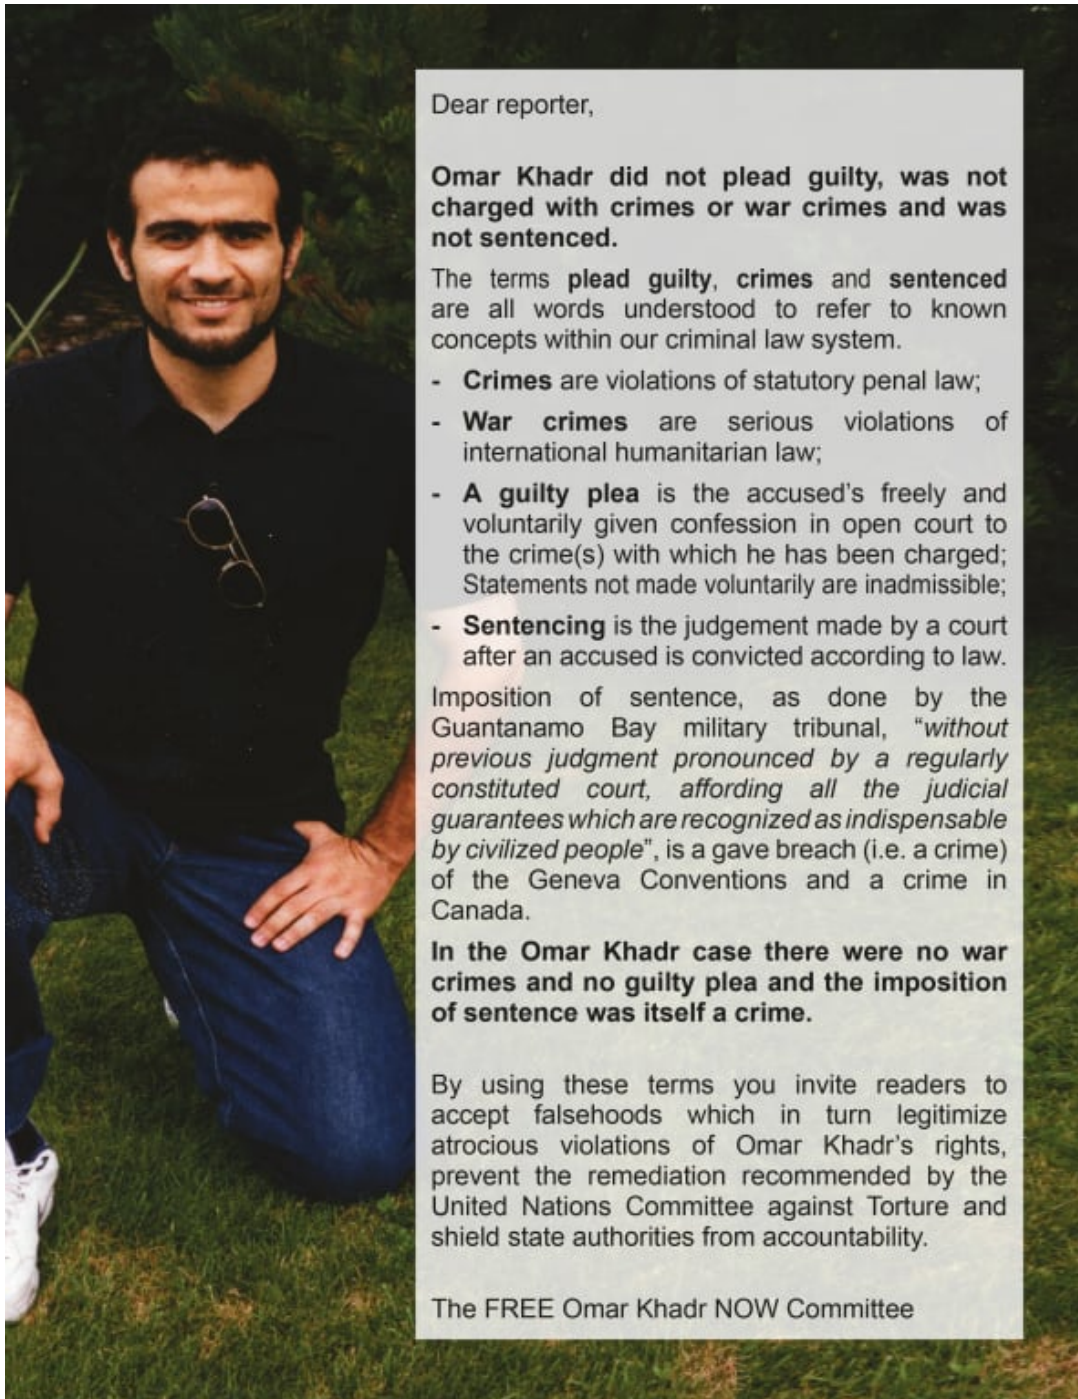 Dear reporter,
Omar Khadr did not plead guilty, was not
charged with crimes or war crimes and was
not sentenced.
The terms plead guilty, crimes and sentenced
are all words understood to refer to known
concepts within our criminal law system.
- Crimes are violations of statutory penal law;
- War crimes are serious violations of
international humanitarian law;
- A guilty plea is the accused's freely and
voluntarily given confession in open court to
the crime(s) with which he has been charged;
Statements not made voluntarily are inadmissible;
- Sentencing is the judgement made by a court
after an accused is convicted according to law.
Imposition of sentence, as done by the
Guantanamo Bay military tribunal, “without
previous judgment pronounced by a regularly
constituted court, affording all the judicial
guarantees which are recognized as indispensable
by civilized people”, is a gave breach (i.e. a crime)
of the Geneva Conventions and a crime in
Canada.
In the Omar Khadr case there were no war
crimes and no guilty plea and the imposition
of sentence was itself a crime.
By using these terms you invite readers to
accept falsehoods which in turn legitimize
atrocious violations of Omar Khadr's rights,
prevent the remediation recommended by the
United Nations Committee against Torture and
shield state authorities from accountability.
The FREE Omar Khadr NOW Committee